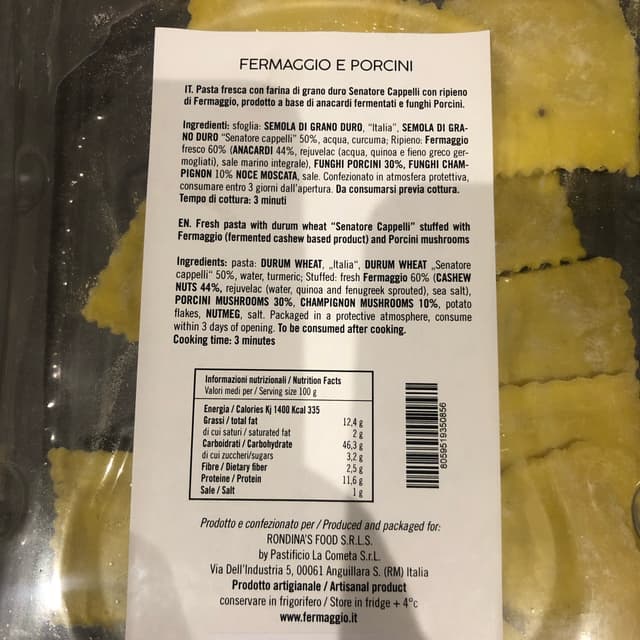 FERMAGGIO E PORCINI
IT. Pasta fresca con farina di grano duro Senatore Cappelli con ripieno
di Fermaggio, prodotto a base di anacardi fermentati e funghi Porcini.
Ingredienti: sfoglia: SEMOLA DI GRANO DURO, "Italia", SEMOLA DI GRA-
NO DURO "Senatore cappelli" 50%, acqua, curcuma; Ripieno: Fermaggio
fresco 60% (ANACARDI 44%, rejuvelac (acqua, quinoa e fieno greco ger-
mogliati), sale marino integrale), FUNGHI PORCINI 30%, FUNGHI CHAM-
PIGNON 10% NOCE MOSCATA, sale. Confezionato in atmosfera protettiva,
consumare entro 3 giorni dall'apertura. Da consumarsi previa cottura.
Tempo di cottura: 3 minuti
EN. Fresh pasta with durum wheat "Senatore Cappelli" stuffed with
Fermaggio (fermented cashew based product) and Porcini mushrooms
Ingredients: pasta: DURUM WHEAT, „Italia", DURUM WHEAT „Senatore
cappelli" 50%, water, turmeric; Stuffed: fresh Fermaggio 60% (CASHEW
NUTS 44%, rejuvelac (water, quinoa and fenugreek sprouted), sea salt),
PORCINI MUSHROOMS 30%, CHAMPIGNON MUSHROOMS 10%, potato
flakes, NUTMEG, salt. Packaged in a protective atmosphere, consume
within 3 days of opening. To be consumed after cooking.
Cooking time: 3 minutes
Informazioni nutrizionali / Nutrition Facts
Valori medi per / Serving size 100 g
Energia / Calories Kj 1400 Kcal 335
Grassi / total fat 12,4 g
di cui saturi / saturated fat 2 g
Carboidrati / Carbohydrate 46,3 g
di cui zuccheri/sugars 3,2 g
Fibre / Dietary fiber 2,5 g
Proteine / Protein 11,6 g
Sale / Salt 1 g
8059519350856
Prodotto e confezionato per / Produced and packaged for:
RONDINA'S FOOD S.R.L.S.
by Pastificio La Cometa S.r.L.
Via Dell'Industria 5, 00061 Anguillara S. (RM) Italia
Prodotto artigianale / Artisanal product
conservare in frigorifero / Store in fridge + 4°c
www.fermaggio.it